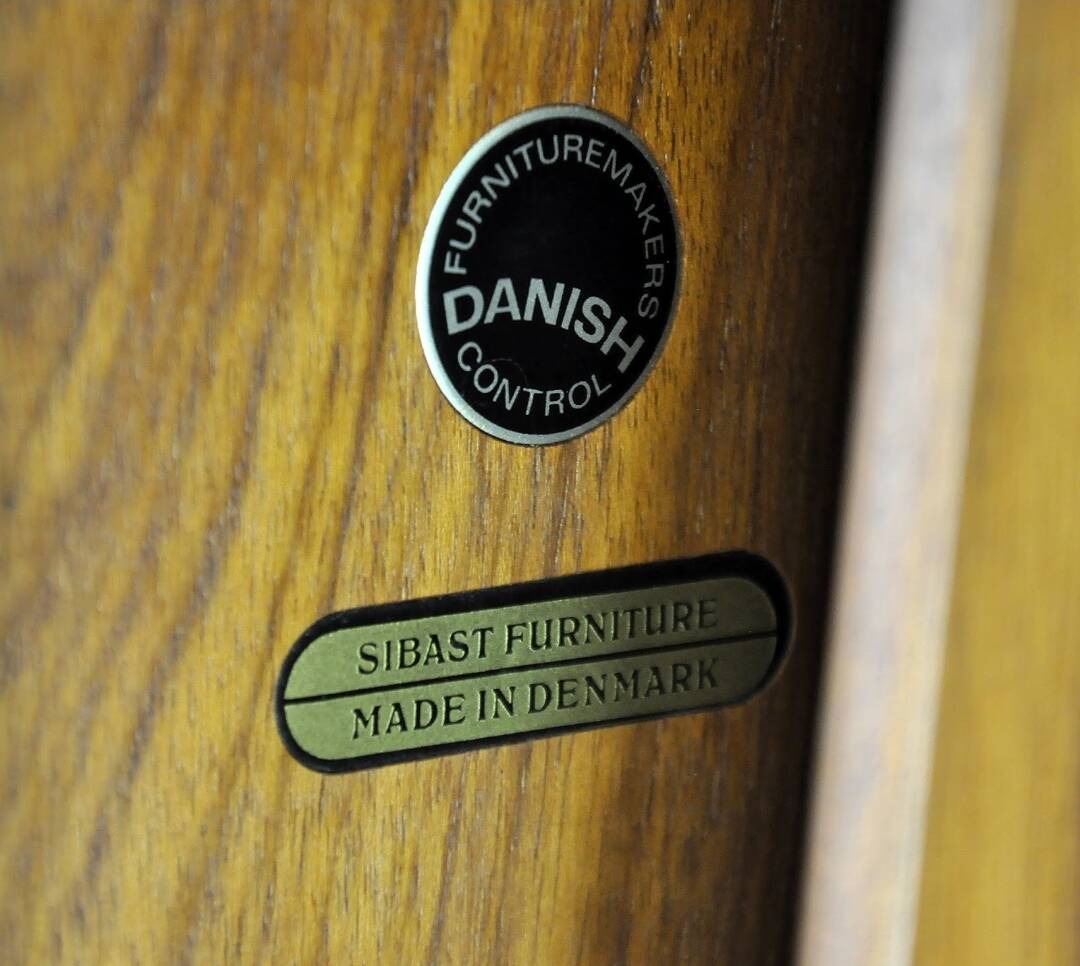 FURNITUREMAKERS
DANISH
CONTROL
SIBAST FURNITURE
MADE IN DENMARK